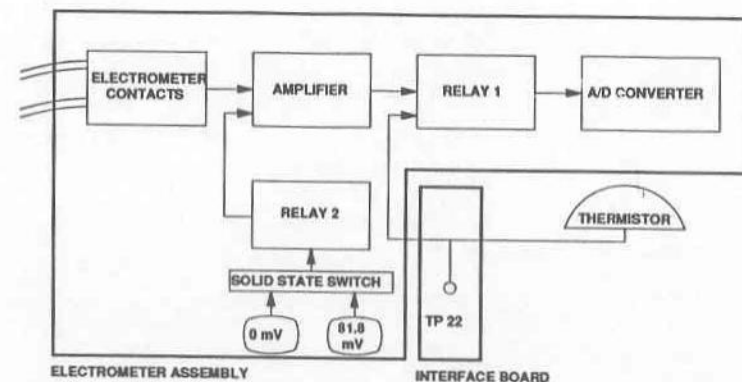 ELECTROMETER
CONTACTS
AMPLIFIER
RELAY 1
A/D CONVERTER
RELAY 2
THERMISTOR
SOLID STATE SWITCH
0 mV
81,8
mV
TP 22
ELECTROMETER ASSEMBLY
INTERFACE BOARD